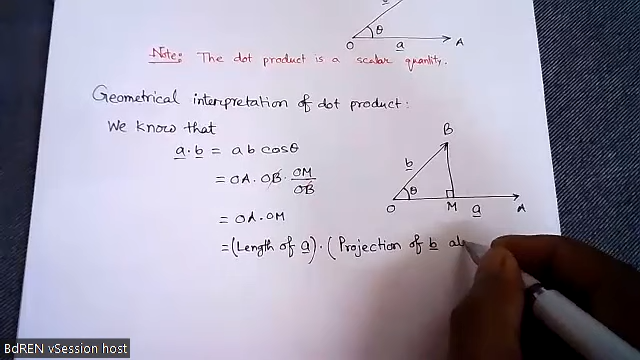 b
θ
O a A
Note: The dot product is a scalar quantity.
Geometrical interpretation of dot product:
We know that
a · b = a b cosθ
= OA · OB · OM/OB
= OA · OM
= (Length of a) · (Projection of b al
B
b
θ
O M a A
BdREN vSession host